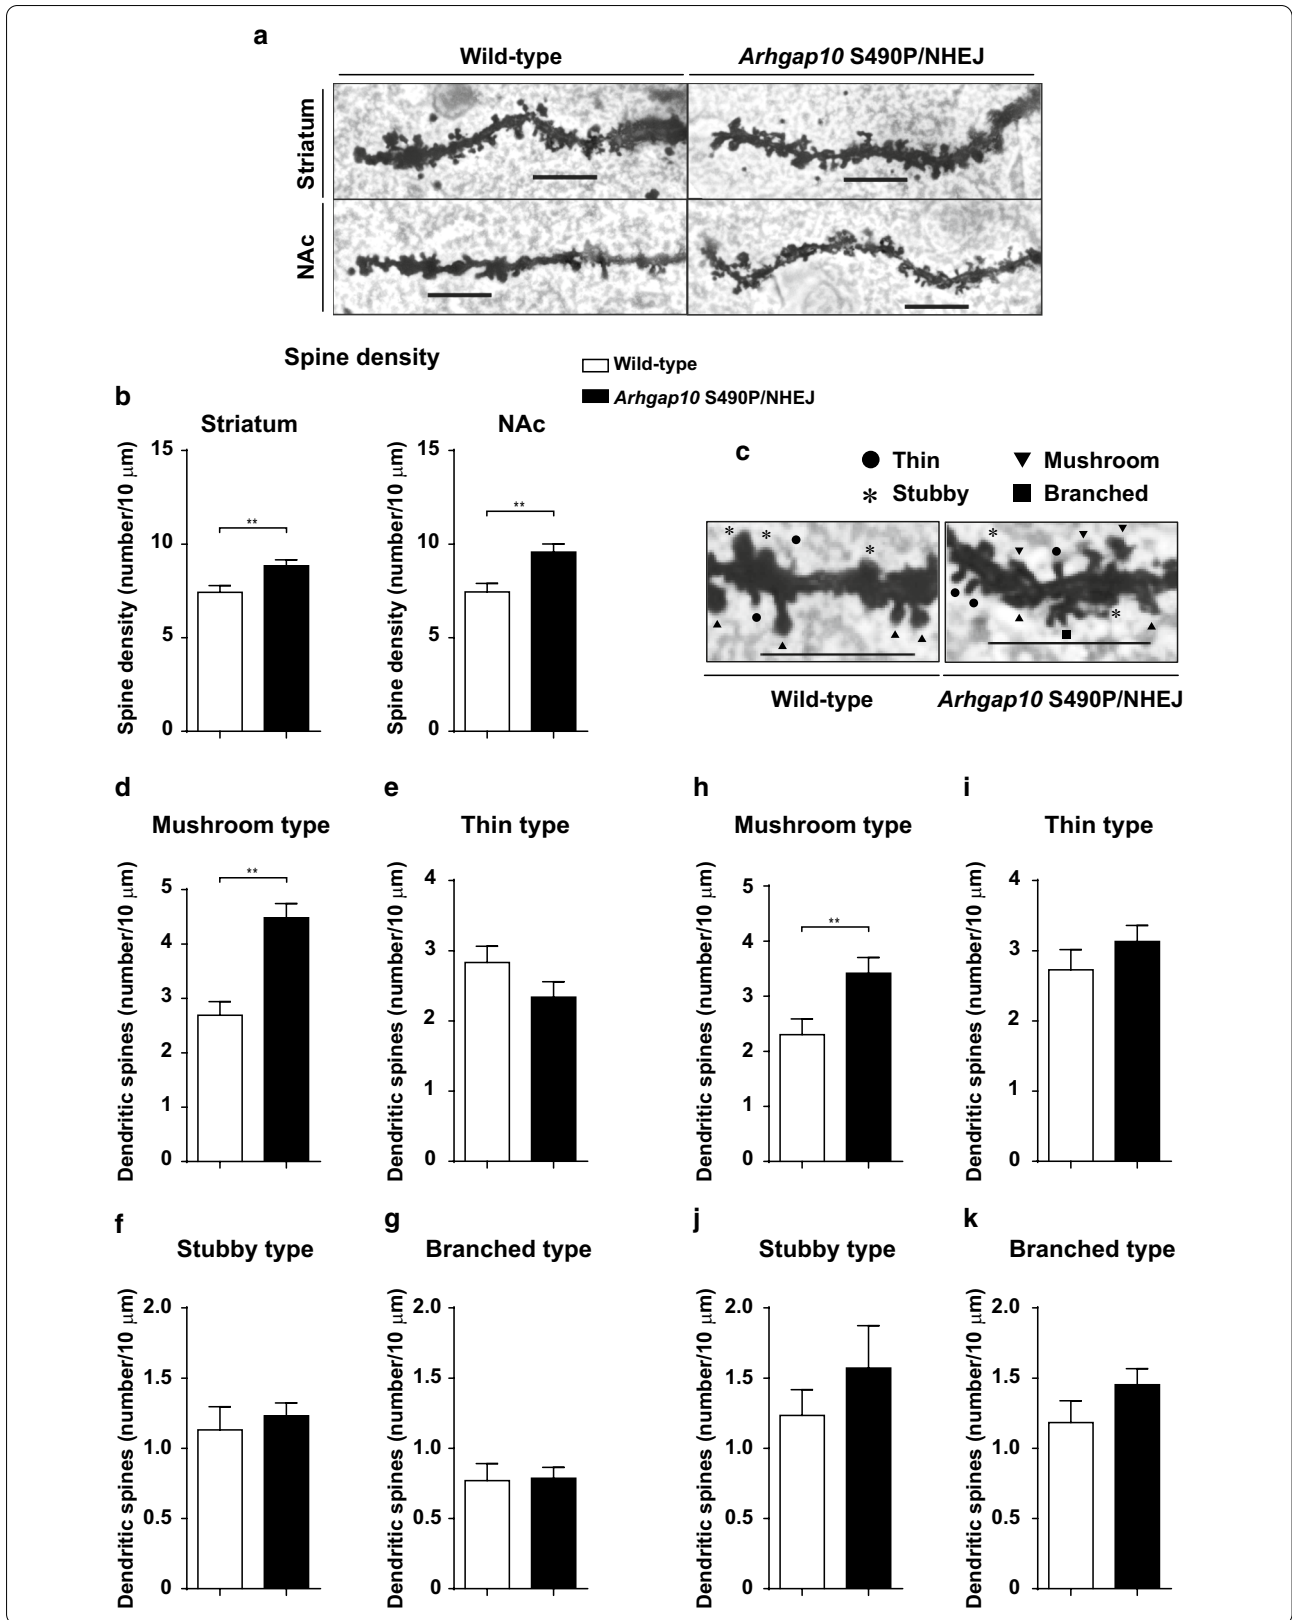 a
Wild-type
Arhgap10 S490P/NHEJ
Striatum
NAc
Spine density
Wild-type
Arhgap10 S490P/NHEJ
b
Striatum
Spine density (number/10 μm)
15
10
5
0
**
NAc
Spine density (number/10 μm)
15
10
5
0
**
c
● Thin
▼ Mushroom
* Stubby
■ Branched
Wild-type
Arhgap10 S490P/NHEJ
d
Mushroom type
Dendritic spines (number/10 μm)
5
4
3
2
1
0
**
e
Thin type
Dendritic spines (number/10 μm)
4
3
2
1
0
h
Mushroom type
Dendritic spines (number/10 μm)
5
4
3
2
1
0
**
i
Thin type
Dendritic spines (number/10 μm)
4
3
2
1
0
f
Stubby type
Dendritic spines (number/10 μm)
2.0
1.5
1.0
0.5
0
g
Branched type
Dendritic spines (number/10 μm)
2.0
1.5
1.0
0.5
0
j
Stubby type
Dendritic spines (number/10 μm)
2.0
1.5
1.0
0.5
0
k
Branched type
Dendritic spines (number/10 μm)
2.0
1.5
1.0
0.5
0